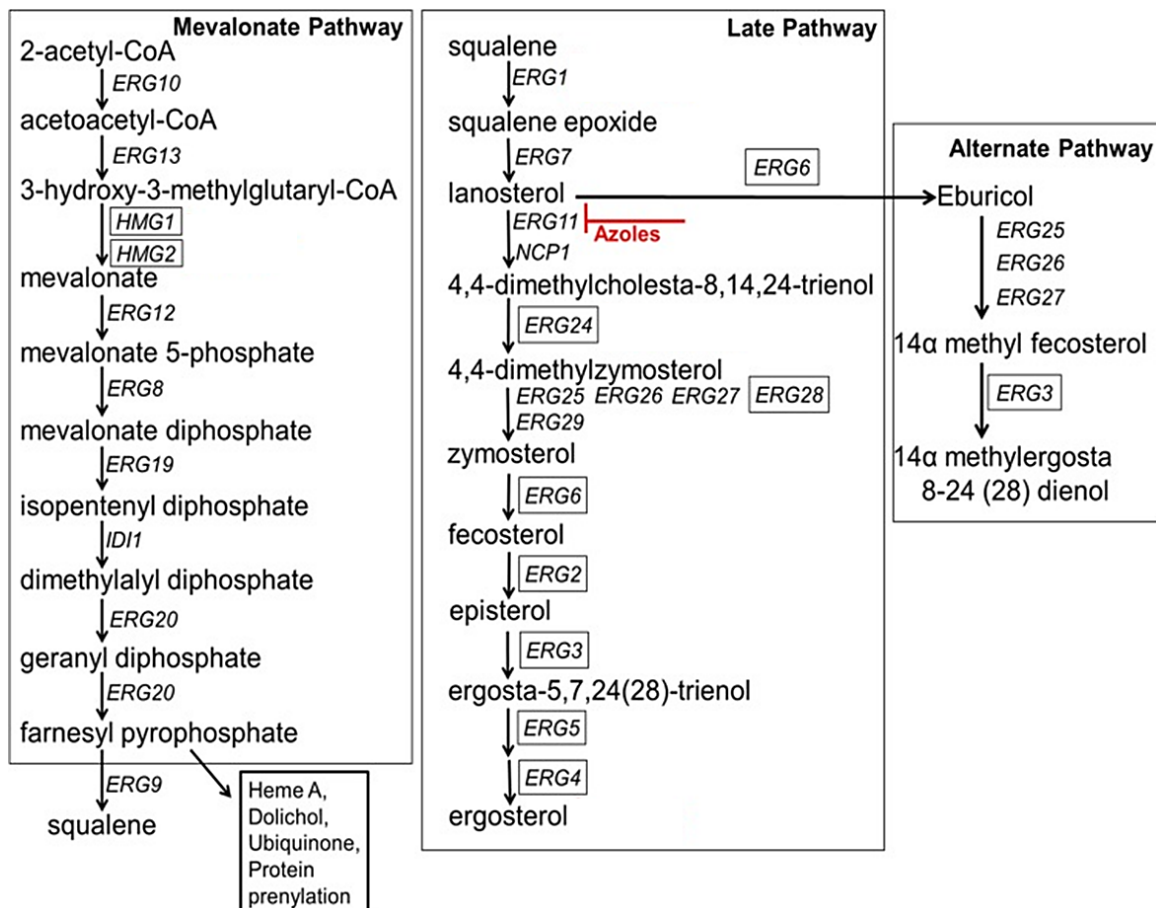 Mevalonate Pathway
2-acetyl-CoA
ERG10
acetoacetyl-CoA
ERG13
3-hydroxy-3-methylglutaryl-CoA
HMG1
HMG2
mevalonate
ERG12
mevalonate 5-phosphate
ERG8
mevalonate diphosphate
ERG19
isopentenyl diphosphate
IDI1
dimethylalyl diphosphate
ERG20
geranyl diphosphate
ERG20
farnesyl pyrophosphate
ERG9
squalene
Heme A,
Dolichol,
Ubiquinone,
Protein
prenylation
Late Pathway
squalene
ERG1
squalene epoxide
ERG7
lanosterol
ERG6
ERG11
Azoles
NCP1
4,4-dimethylcholesta-8,14,24-trienol
ERG24
4,4-dimethylzymosterol
ERG25 ERG26 ERG27 ERG28
ERG29
zymosterol
ERG6
fecosterol
ERG2
episterol
ERG3
ergosta-5,7,24(28)-trienol
ERG5
ERG4
ergosterol
Alternate Pathway
Eburicol
ERG25
ERG26
ERG27
14α methyl fecosterol
ERG3
14α methylergosta
8-24 (28) dienol